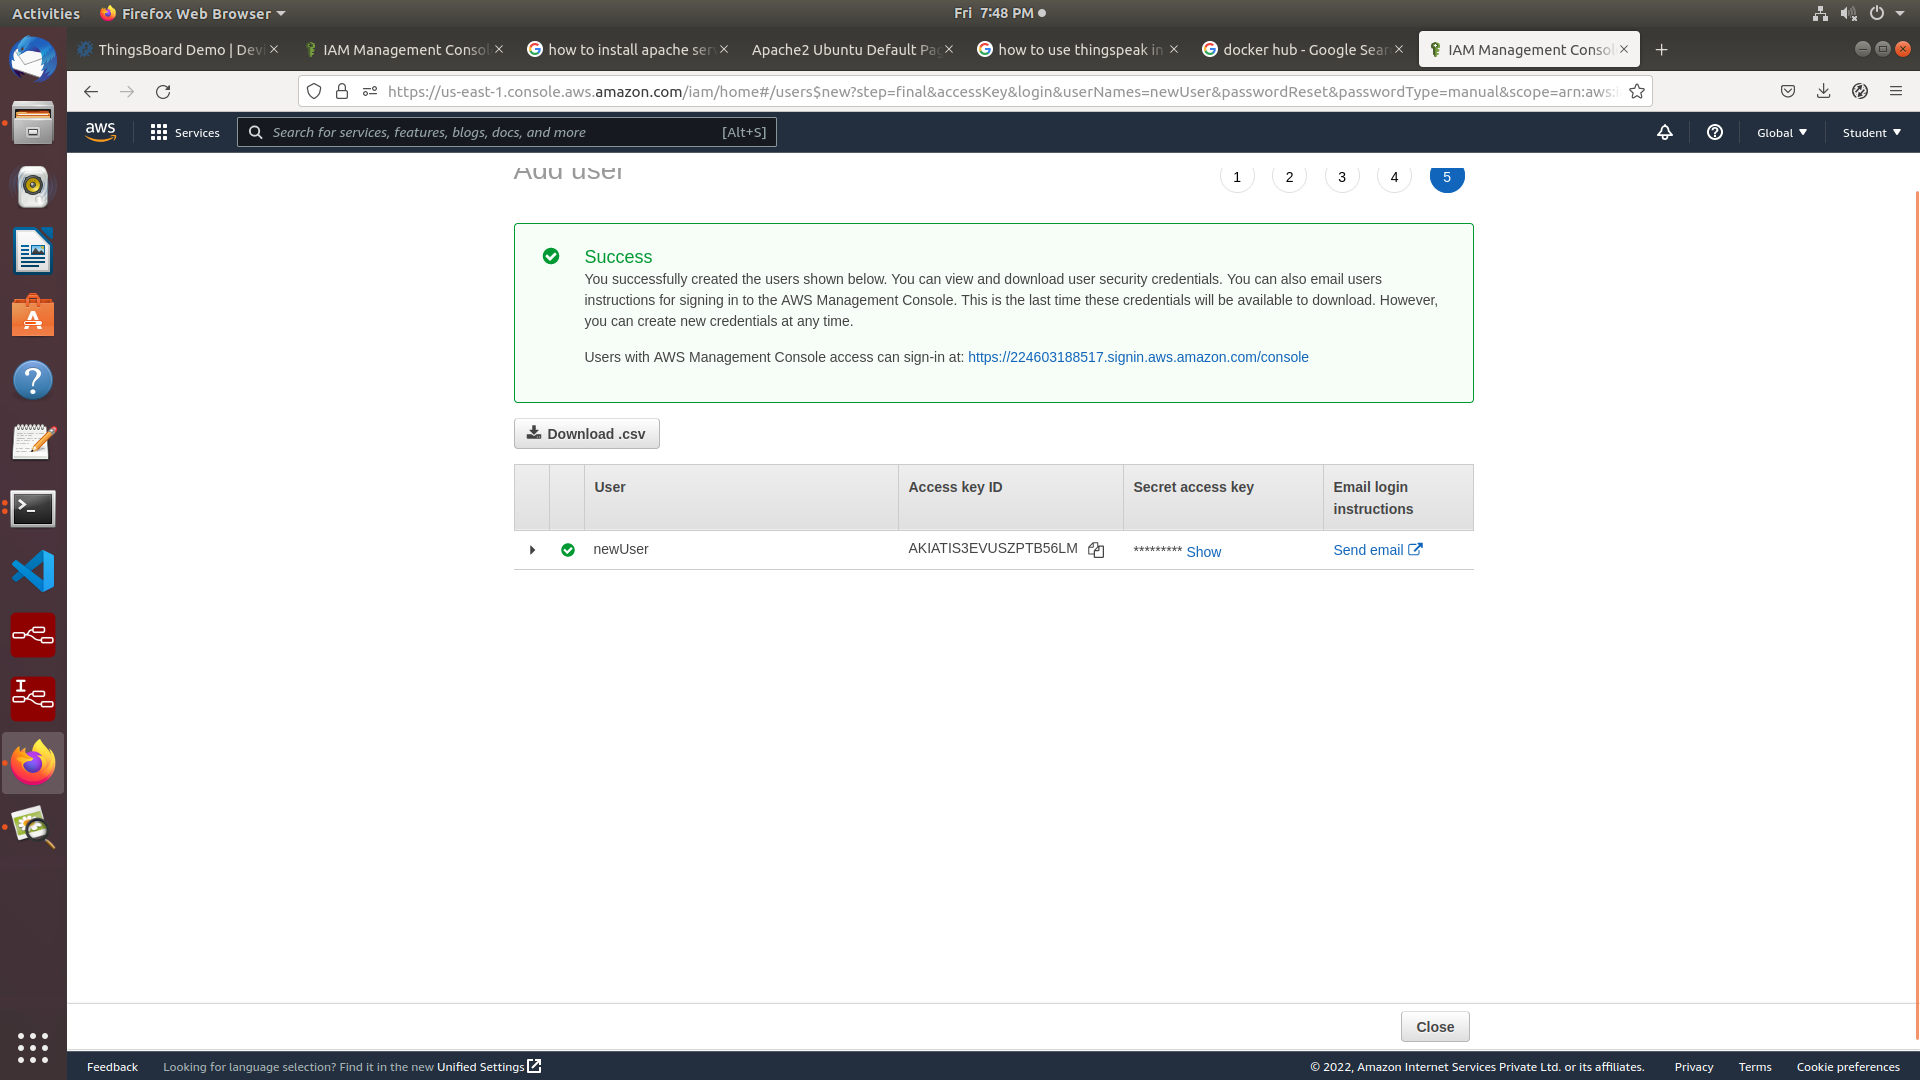 Activities
Firefox Web Browser
Fri 7:48 PM
ThingsBoard Demo | Devi
IAM Management Consol
how to install apache ser
Apache2 Ubuntu Default Pag
how to use thingspeak in
docker hub - Google Sear
IAM Management Consol
https://us-east-1.console.aws.amazon.com/iam/home#/users$new?step=final&accessKey&login&userNames=newUser&passwordReset&passwordType=manual&scope=arn:aws:
aws
Services
Search for services, features, blogs, docs, and more
[Alt+S]
Global
Student
Add user
1 2 3 4 5
Success
You successfully created the users shown below. You can view and download user security credentials. You can also email users
instructions for signing in to the AWS Management Console. This is the last time these credentials will be available to download. However,
you can create new credentials at any time.
Users with AWS Management Console access can sign-in at: https://224603188517.signin.aws.amazon.com/console
Download .csv
User
Access key ID
Secret access key
Email login
instructions
newUser
AKIATIS3EVUSZPTB56LM
********* Show
Send email
Close
Feedback
Looking for language selection? Find it in the new Unified Settings
© 2022, Amazon Internet Services Private Ltd. or its affiliates.
Privacy
Terms
Cookie preferences